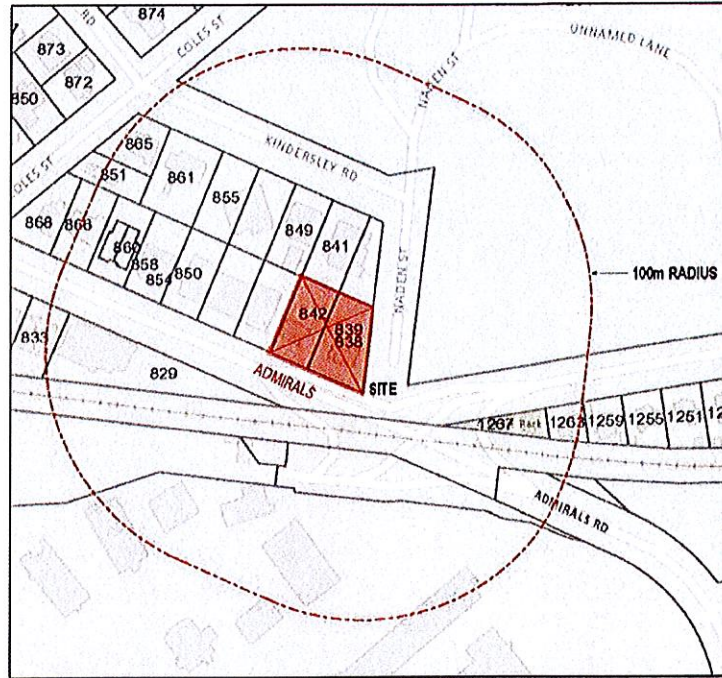 874
RD
COLES ST
873
872
850
UNNAMED LANE
NADEN ST
865
KINDERSLEY RD
851
861
COLES ST
855
868
866
849
841
860
858
854
850
NADEN ST
100m RADIUS
842
839
838
833
829
ADMIRALS
SITE
1267 Park
1263
1259
1255
1251
ADMIRALS RD